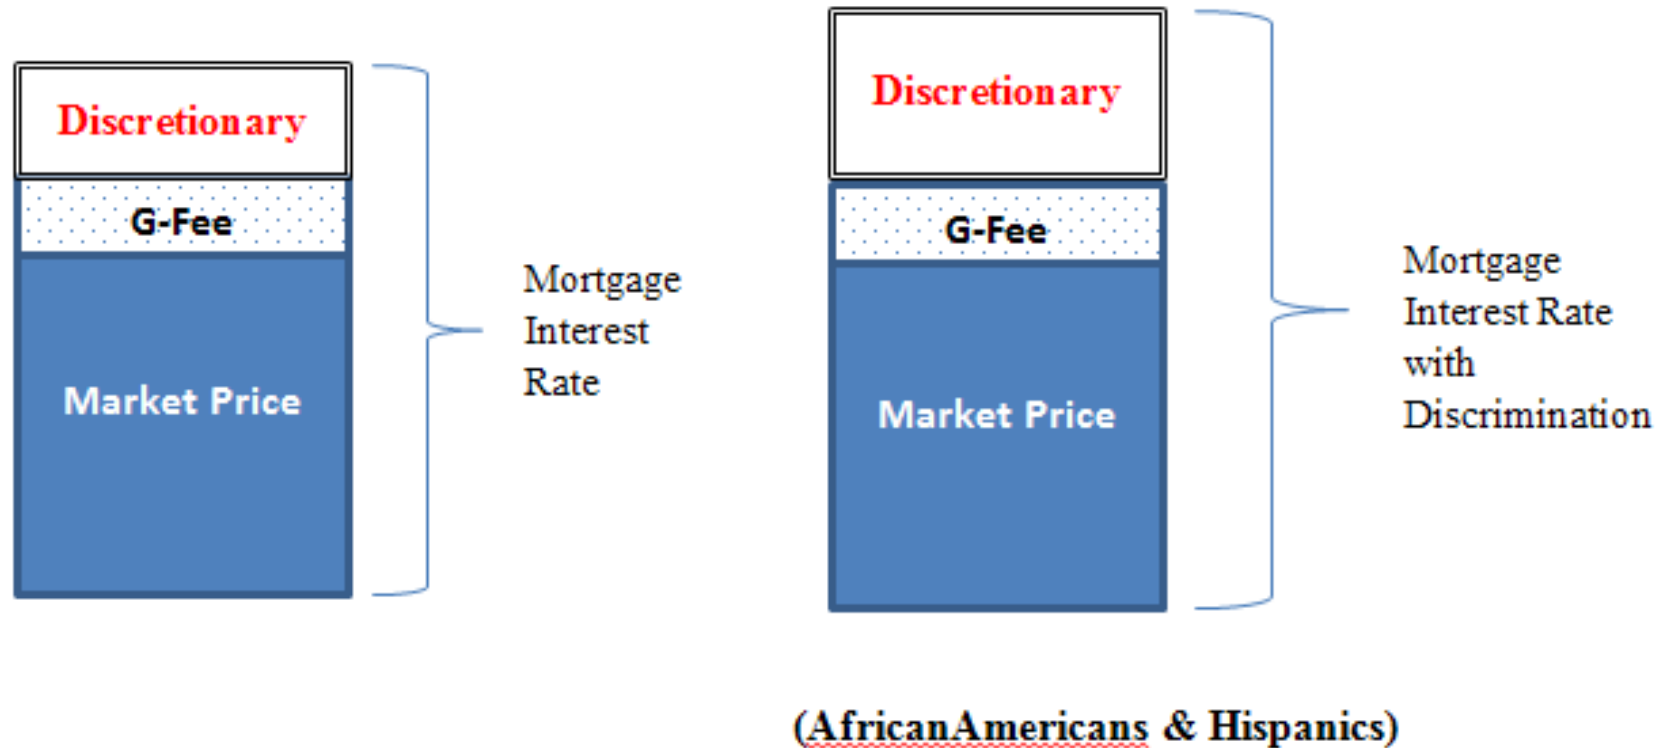 Discretionary
G-Fee
Market Price
Mortgage
Interest
Rate
Discretionary
G-Fee
Market Price
Mortgage
Interest Rate
with
Discrimination
(AfricanAmericans & Hispanics)